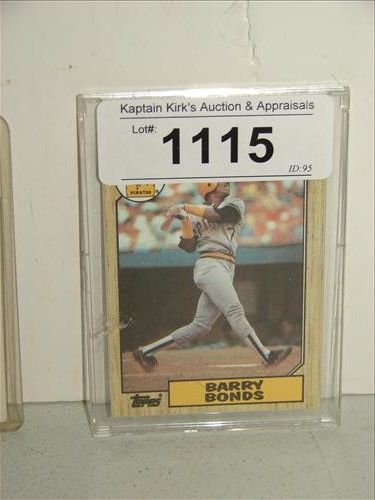 Kaptain Kirk's Auction & Appraisals
Lot#:
1115
ID:95
PIRATES
topps
BARRY
BONDS